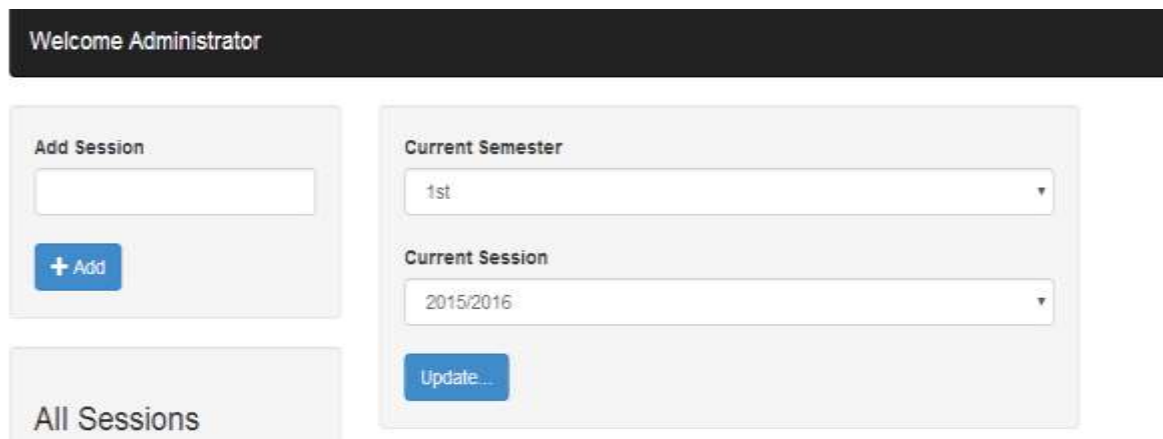 Welcome Administrator
Add Session
+ Add
All Sessions
Current Semester
1st
Current Session
2015/2016
Update...